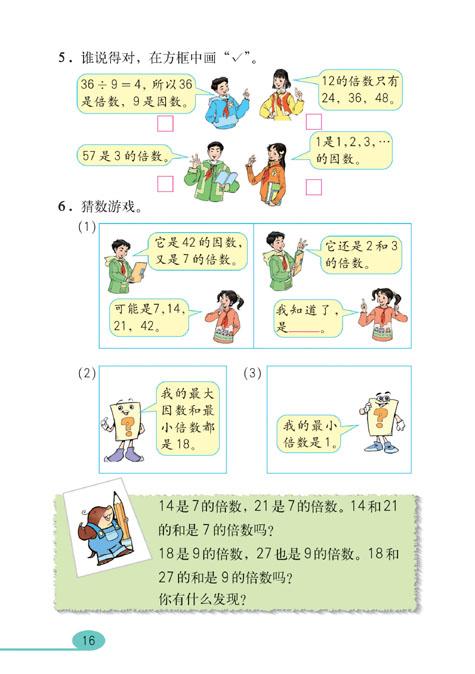 5. 谁说得对，在方框中画“√”。
36÷9=4，所以36
是倍数，9是因数。
12的倍数只有
24，36，48。
57是3的倍数。
1是1，2，3，…
的因数。
6. 猜数游戏。
(1)
它是42的因数，
又是7的倍数。
可能是7，14，
21，42。
它还是2和3
的倍数。
我知道了，
是____。
(2)
我的最大
因数和最
小倍数都
是18。
?
(3)
我的最小
倍数是1。
?
14是7的倍数，21是7的倍数。14和21
的和是7的倍数吗？
18是9的倍数，27也是9的倍数。18和
27的和是9的倍数吗？
你有什么发现？
16